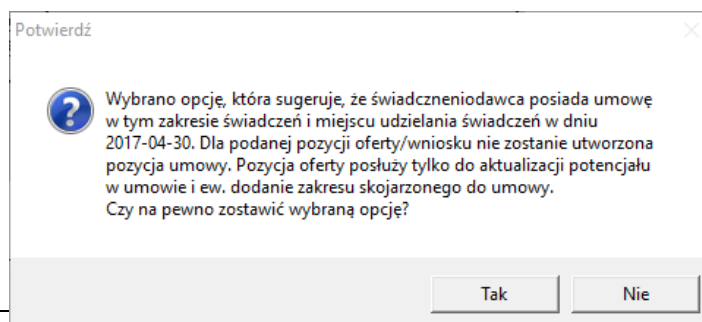 Potwierdź
Wybrano opcję, która sugeruje, że świadczneniodawca posiada umowę
w tym zakresie świadczeń i miejscu udzielania świadczeń w dniu
2017-04-30. Dla podanej pozycji oferty/wniosku nie zostanie utworzona
pozycja umowy. Pozycja oferty posłuży tylko do aktualizacji potencjału
w umowie i ew. dodanie zakresu skojarzonego do umowy.
Czy na pewno zostawić wybraną opcję?
Tak
Nie